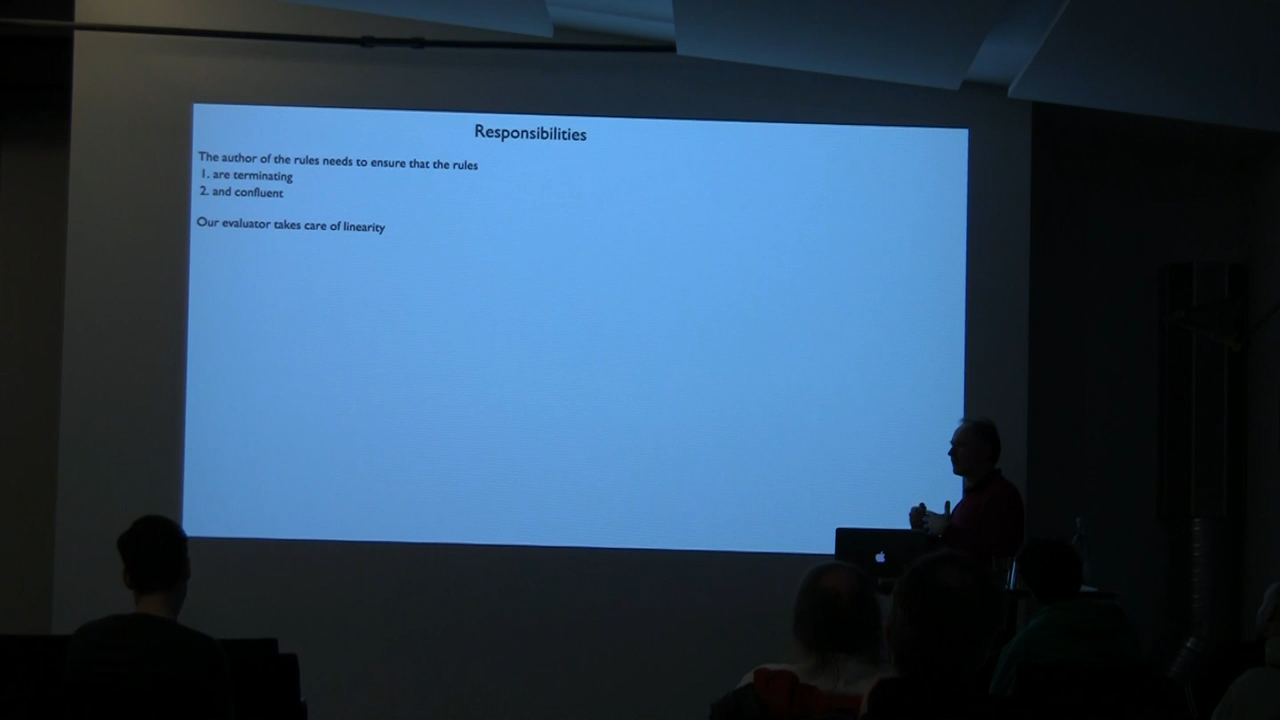 Responsibilities
The author of the rules needs to ensure that the rules
1. are terminating
2. and confluent
Our evaluator takes care of linearity